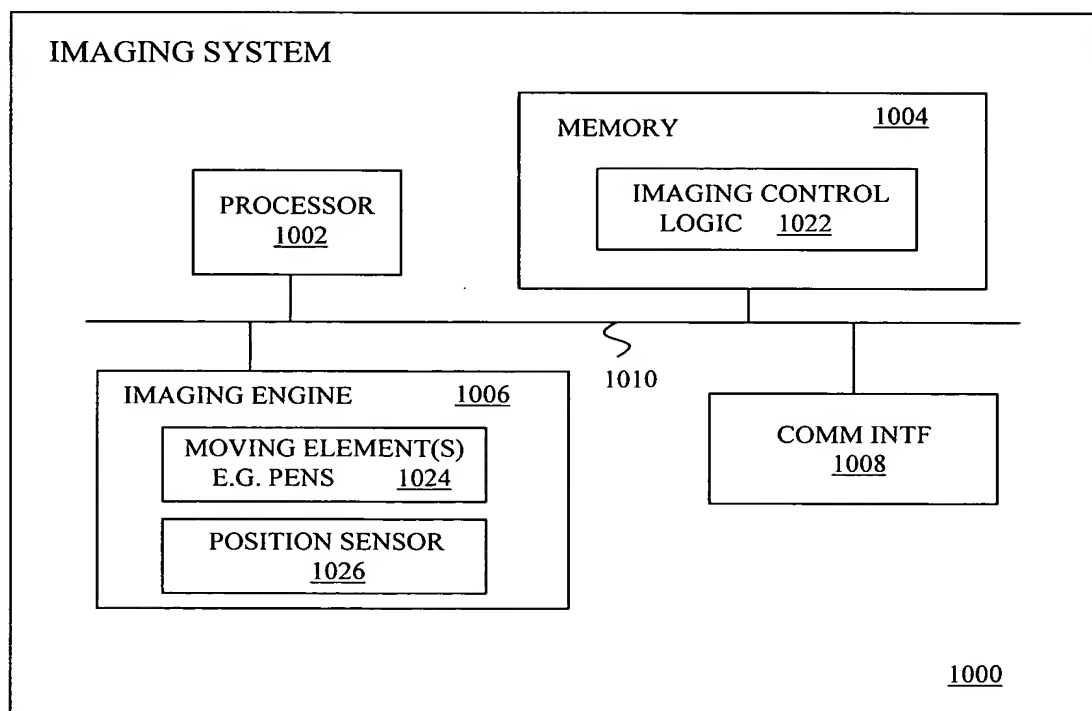 IMAGING SYSTEM
MEMORY 1004
IMAGING CONTROL
LOGIC 1022
PROCESSOR
1002
1010
IMAGING ENGINE 1006
MOVING ELEMENT(S)
E.G. PENS 1024
POSITION SENSOR
1026
COMM INTF
1008
1000